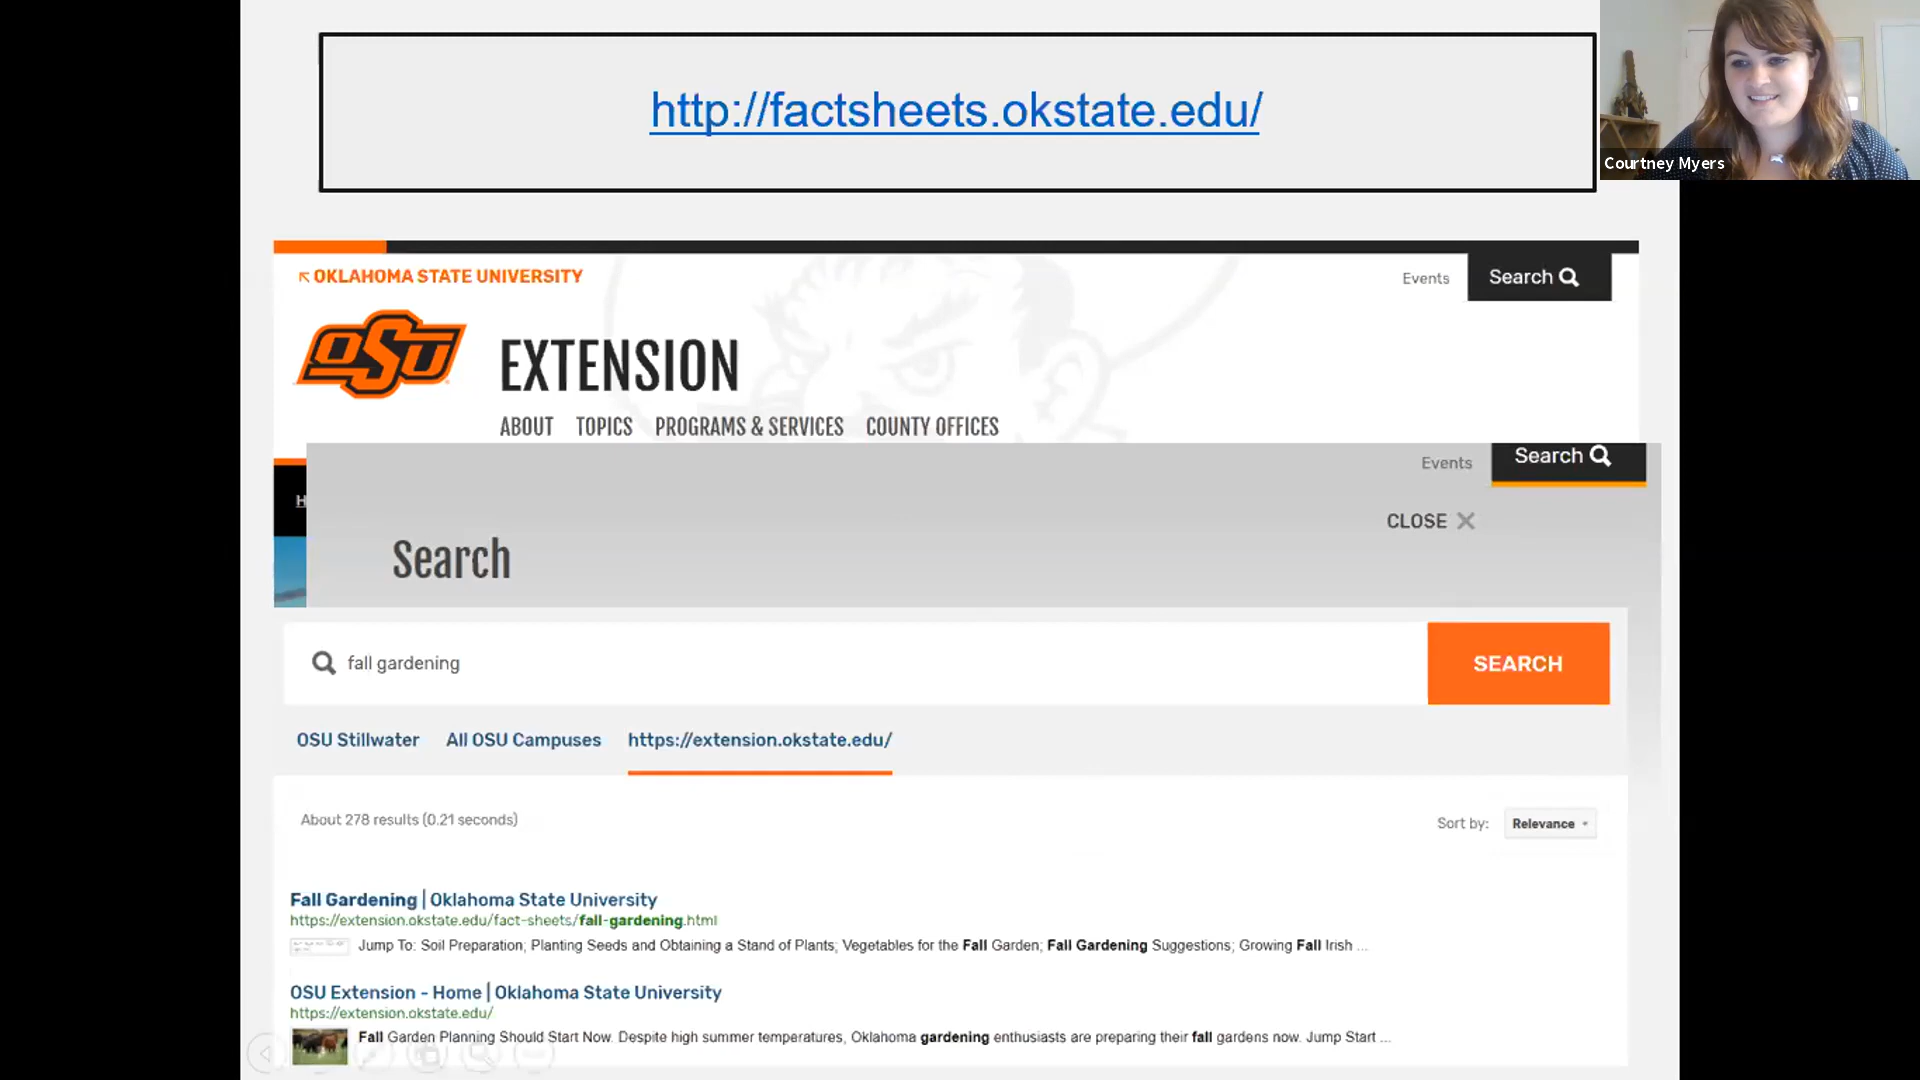 http://factsheets.okstate.edu/
Courtney Myers
OKLAHOMA STATE UNIVERSITY
Events
Search
OSU
EXTENSION
ABOUT TOPICS PROGRAMS & SERVICES COUNTY OFFICES
Events
Search
H
CLOSE
Search
fall gardening
SEARCH
OSU Stillwater All OSU Campuses https://extension.okstate.edu/
About 278 results (0.21 seconds)
Sort by: Relevance
Fall Gardening | Oklahoma State University
https://extension.okstate.edu/fact-sheets/fall-gardening.html
Jump To: Soil Preparation; Planting Seeds and Obtaining a Stand of Plants; Vegetables for the Fall Garden; Fall Gardening Suggestions; Growing Fall Irish ...
OSU Extension - Home | Oklahoma State University
https://extension.okstate.edu/
Fall Garden Planning Should Start Now. Despite high summer temperatures, Oklahoma gardening enthusiasts are preparing their fall gardens now. Jump Start ...